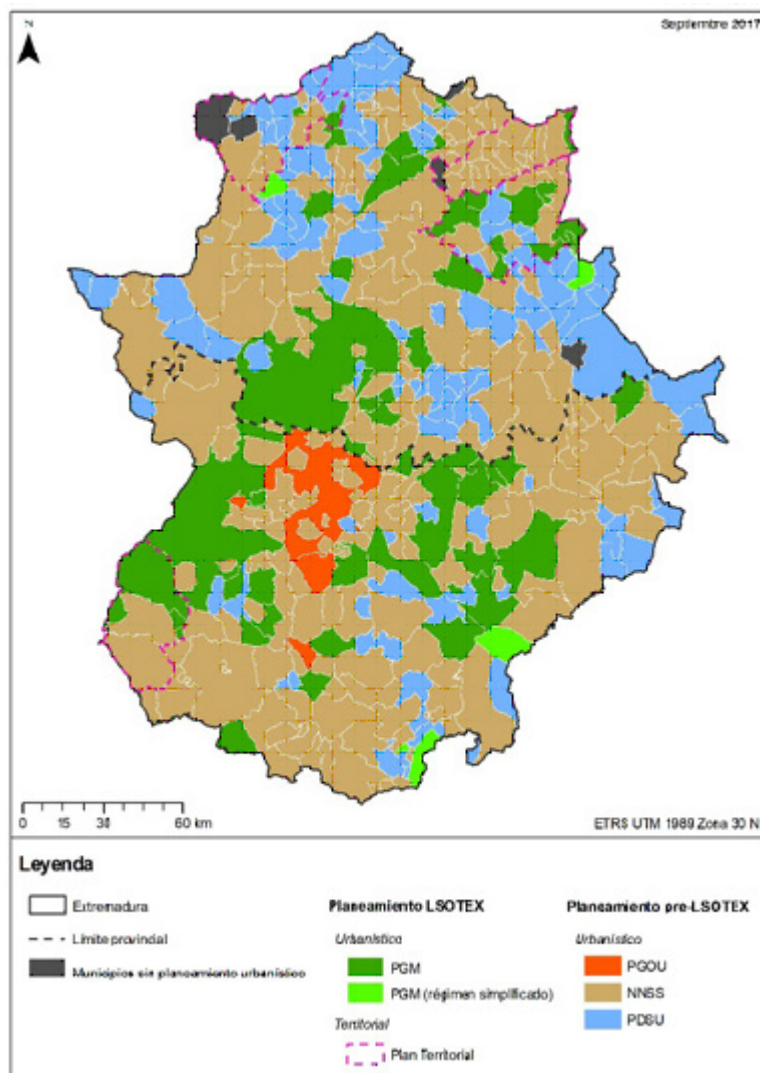 N
Septiembre 2017
0 15 30 60 km
ETRS UTM 1989 Zona 30 N
Leyenda
Extremadura
Límite provincial
Municipios sin planeamiento urbanístico
Planeamiento LSOTEX
Urbanístico
PGM
PGM (régimen simplificado)
Territorial
Plan Territorial
Planeamiento pre-LSOTEX
Urbanístico
PGOU
NNSS
PDSU